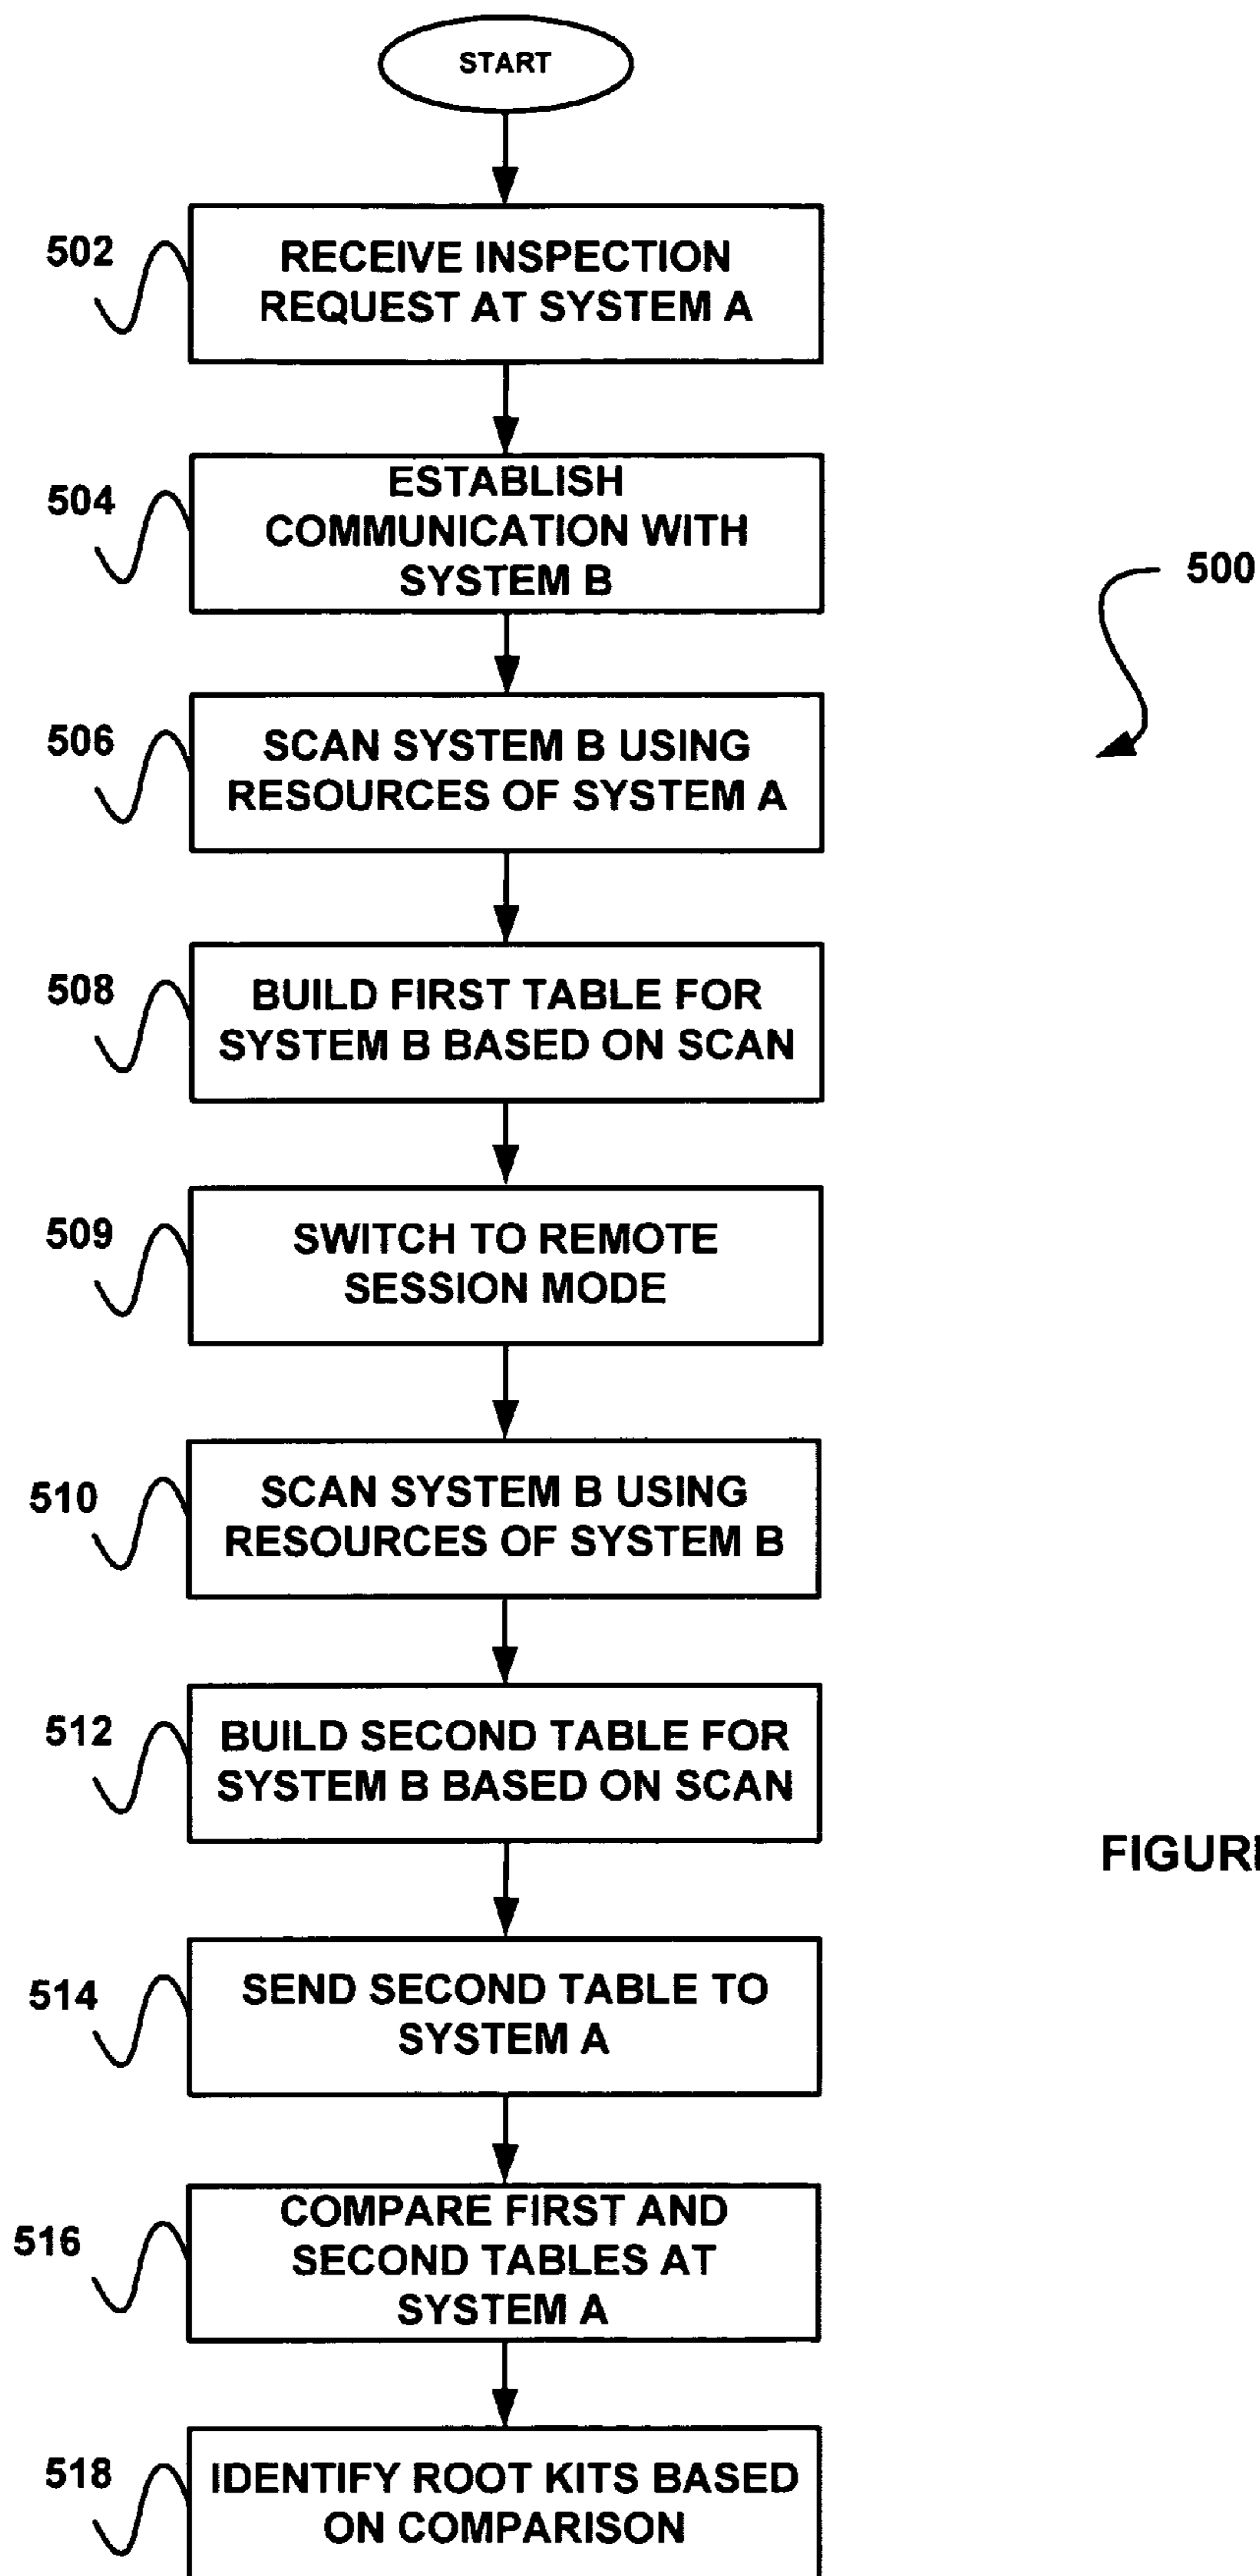 START
502
RECEIVE INSPECTION
REQUEST AT SYSTEM A
504
ESTABLISH
COMMUNICATION WITH
SYSTEM B
500
506
SCAN SYSTEM B USING
RESOURCES OF SYSTEM A
508
BUILD FIRST TABLE FOR
SYSTEM B BASED ON SCAN
509
SWITCH TO REMOTE
SESSION MODE
510
SCAN SYSTEM B USING
RESOURCES OF SYSTEM B
512
BUILD SECOND TABLE FOR
SYSTEM B BASED ON SCAN
514
SEND SECOND TABLE TO
SYSTEM A
516
COMPARE FIRST AND
SECOND TABLES AT
SYSTEM A
518
IDENTIFY ROOT KITS BASED
ON COMPARISON